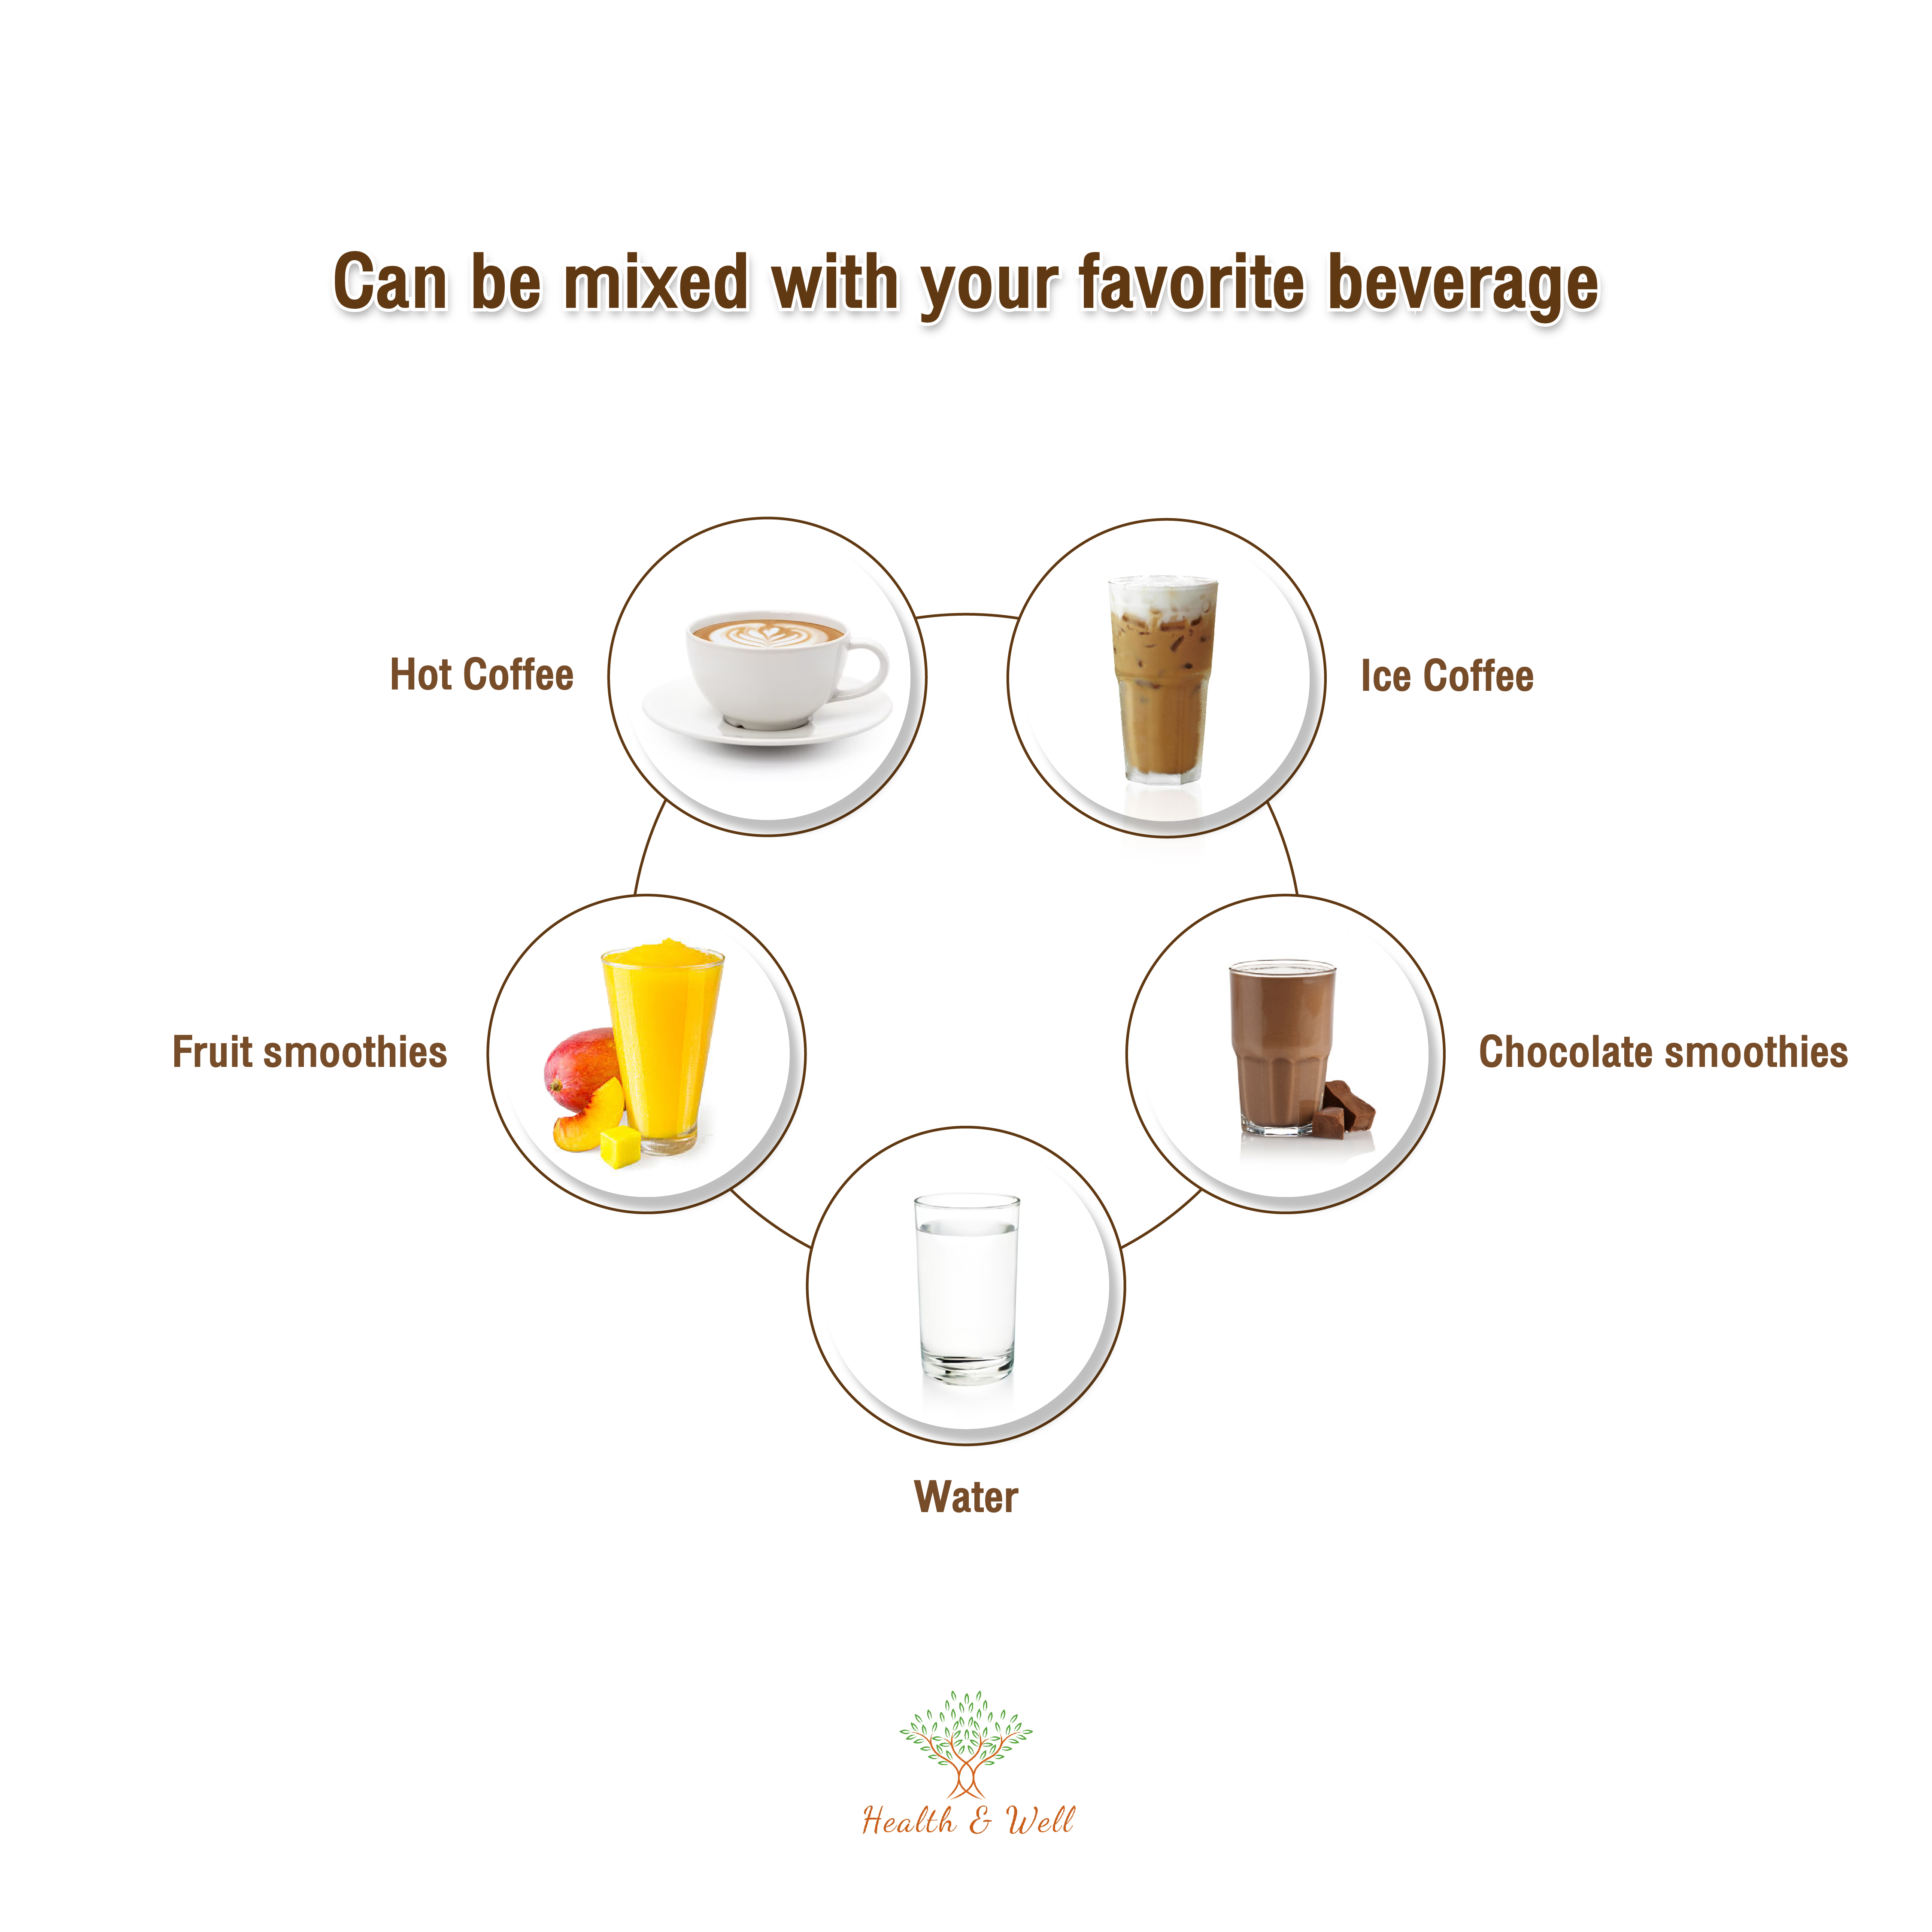 Can be mixed with your favorite beverage
Hot Coffee
Ice Coffee
Fruit smoothies
Chocolate smoothies
Water
Health & Well